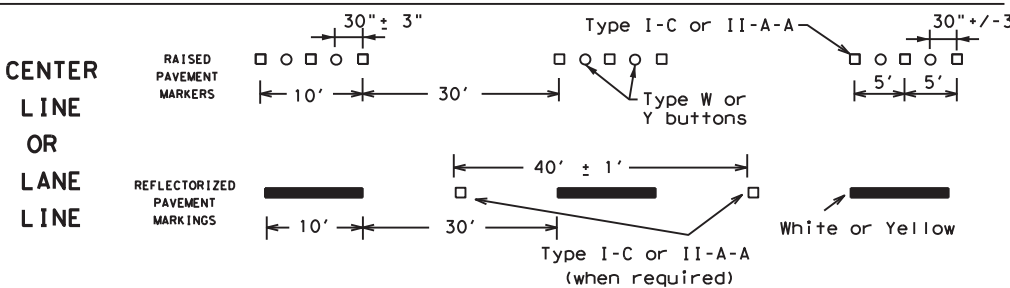 CENTER
LINE
OR
LANE
LINE
RAISED
PAVEMENT
MARKERS
30"± 3"
10'
30'
Type W or
Y buttons
Type I-C or II-A-A
30"+/-3
5'
5'
REFLECTORIZED
PAVEMENT
MARKINGS
10'
30'
40' ± 1'
Type I-C or II-A-A
(when required)
White or Yellow